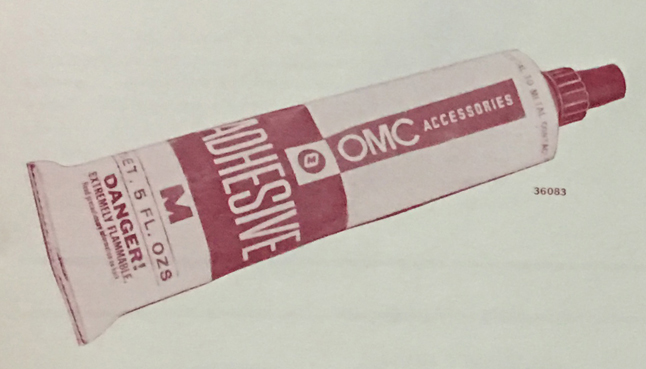 OMC ACCESSORIES
ADHESIVE
M
ET. 5 FL. OZS
DANGER!
EXTREMELY FLAMMABLE.
36083